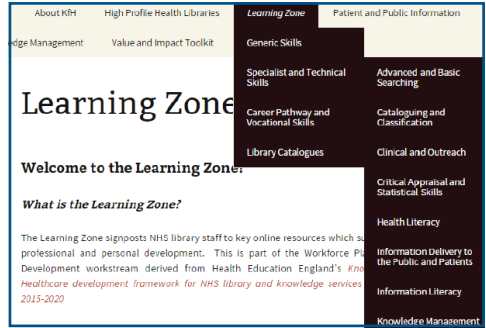 About KfH
High Profile Health Libraries
Learning Zone
Patient and Public Information
edge Management
Value and Impact Toolkit
Generic Skills
Specialist and Technical
Skills
Career Pathway and
Vocational Skills
Library Catalogues
Advanced and Basic
Searching
Cataloguing and
Classification
Clinical and Outreach
Critical Appraisal and
Statistical Skills
Health Literacy
Information Delivery to
the Public and Patients
Information Literacy
Knowledge Management
Learning Zone
Welcome to the Learning Zone!
What is the Learning Zone?
The Learning Zone signposts NHS library staff to key online resources which su
professional and personal development. This is part of the Workforce Pla
Development workstream derived from Health Education England's Kno
Healthcare development framework for NHS library and knowledge services
2015-2020